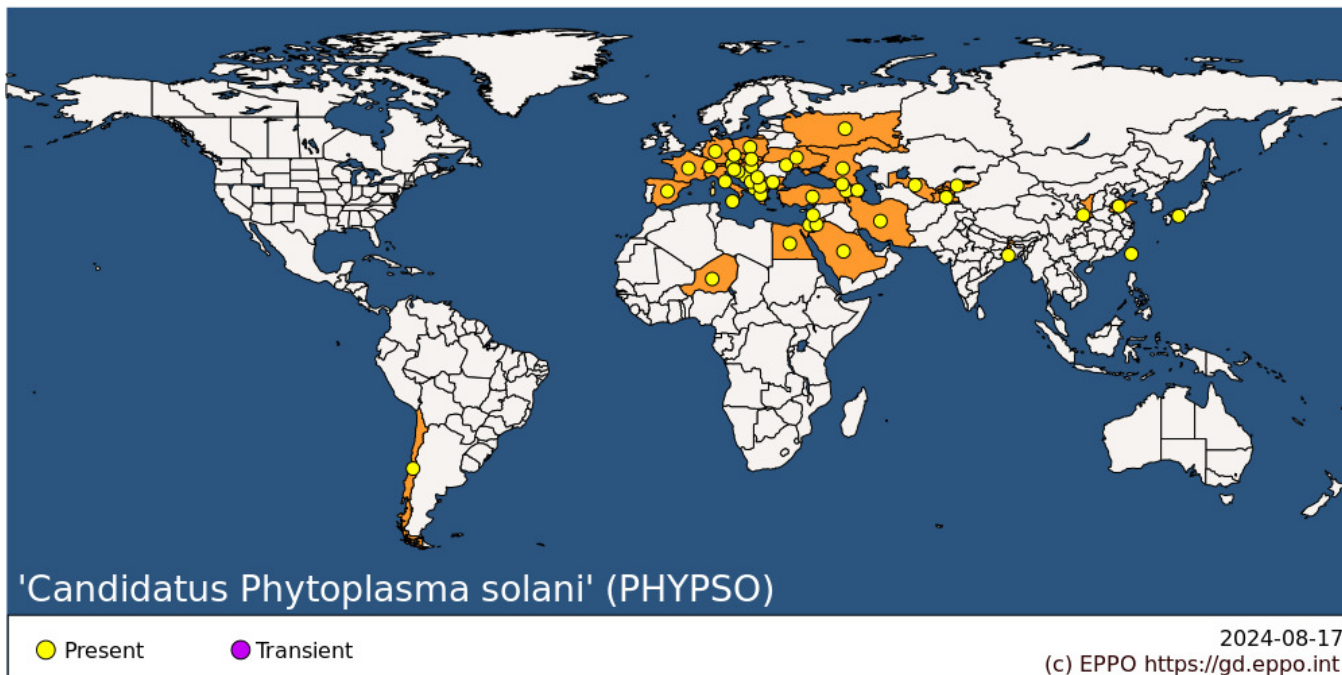 'Candidatus Phytoplasma solani' (PHYPSO)
Present
Transient
2024-08-17
(c) EPPO https://gd.eppo.int